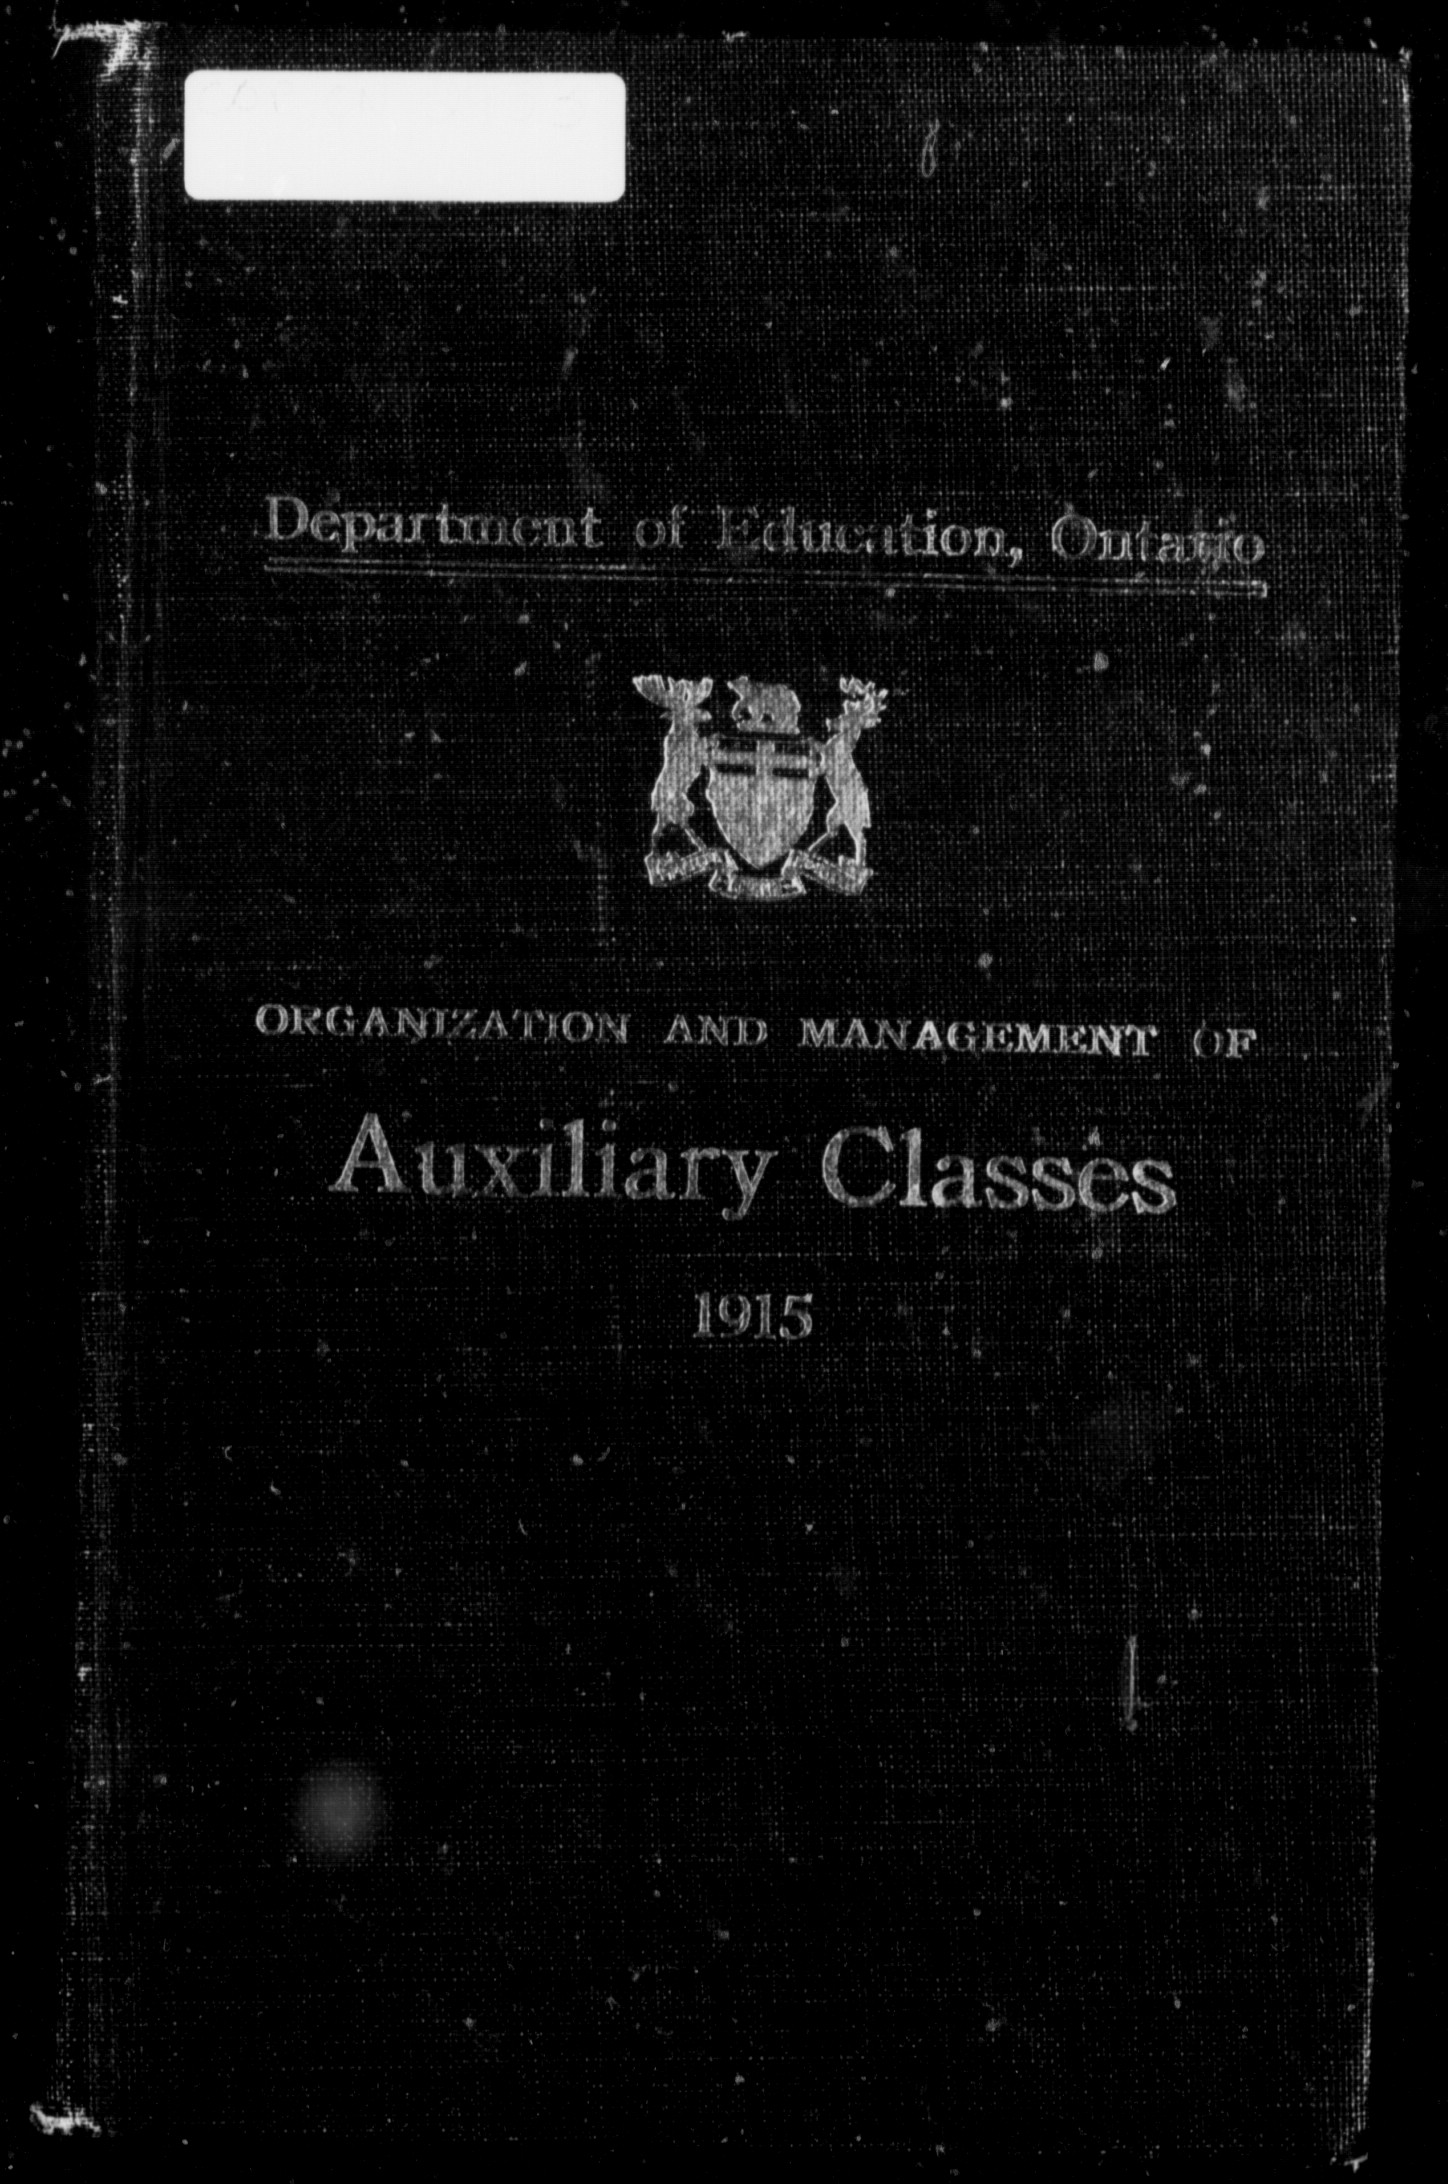 Department of Education, Ontario
ORGANIZATION AND MANAGEMENT OF
Auxiliary Classes
1915